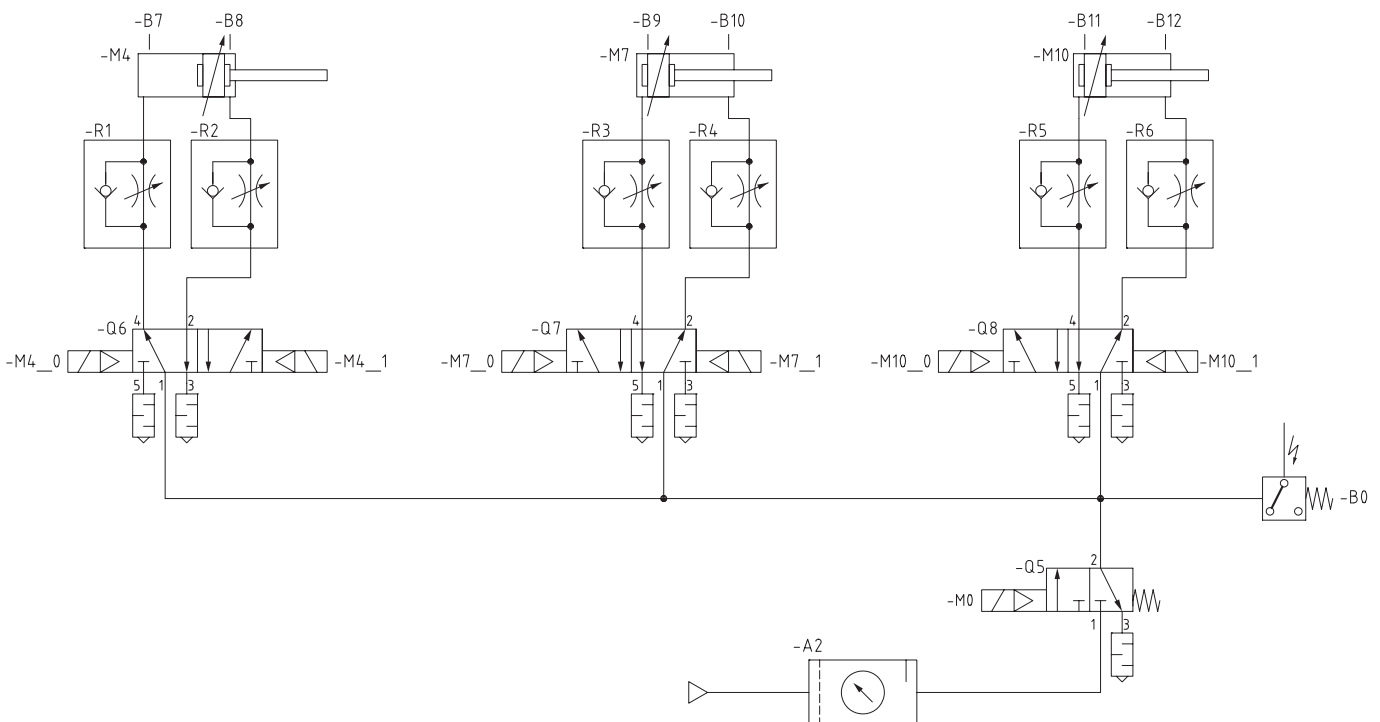 -B7 -B8 -B9 -B10 -B11 -B12
-M4 -M7 -M10
-R1 -R2 -R3 -R4 -R5 -R6
4 2 4 2 4 2
-Q6 -Q7 -Q8
-M4__0 -M4__1 -M7__0 -M7__1 -M10__0 -M10__1
5 1 3 5 1 3 5 1 3
-B0
2
-Q5
-M0
1 3
-A2